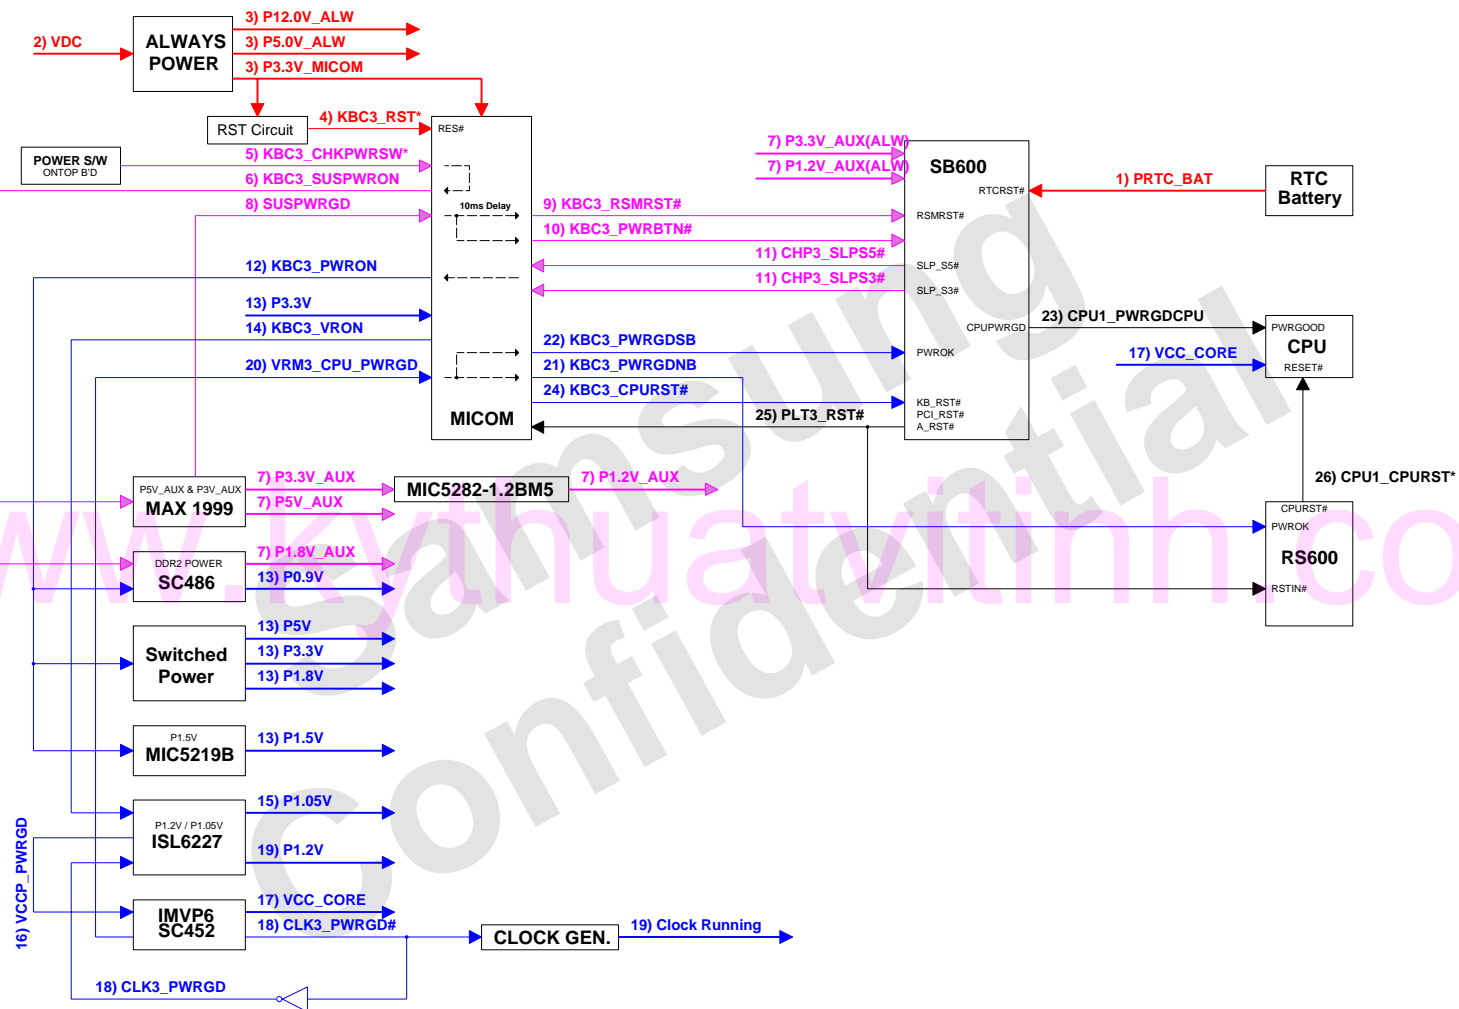 3) P12.0V_ALW
2) VDC
ALWAYS
POWER
3) P5.0V_ALW
3) P3.3V_MICOM
4) KBC3_RST*
RST Circuit
RES#
POWER S/W
ONTOP B'D
5) KBC3_CHKPWRSW*
6) KBC3_SUSPWRON
8) SUSPWRGD
10ms Delay
12) KBC3_PWRON
13) P3.3V
14) KBC3_VRON
20) VRM3_CPU_PWRGD
MICOM
7) P3.3V_AUX(ALW)
7) P1.2V_AUX(ALW)
9) KBC3_RSMRST#
10) KBC3_PWRBTN#
11) CHP3_SLPS5#
11) CHP3_SLPS3#
22) KBC3_PWRGDSB
21) KBC3_PWRGDNB
24) KBC3_CPURST#
25) PLT3_RST#
SB600
RTCRST#
RSMRST#
SLP_S5#
SLP_S3#
CPUPWRGD
PWROK
KB_RST#
PCI_RST#
A_RST#
1) PRTC_BAT
RTC
Battery
23) CPU1_PWRGDCPU
17) VCC_CORE
PWRGOOD
CPU
RESET#
26) CPU1_CPURST*
CPURST#
PWROK
RS600
RSTIN#
P5V_AUX & P3V_AUX
MAX 1999
7) P3.3V_AUX
7) P5V_AUX
MIC5282-1.2BM5
7) P1.2V_AUX
DDR2 POWER
SC486
7) P1.8V_AUX
13) P0.9V
Switched
Power
13) P5V
13) P3.3V
13) P1.8V
P1.5V
MIC5219B
13) P1.5V
P1.2V / P1.05V
ISL6227
15) P1.05V
19) P1.2V
16) VCCP_PWRGD
IMVP6
SC452
17) VCC_CORE
18) CLK3_PWRGD#
CLOCK GEN.
19) Clock Running
18) CLK3_PWRGD
Samsung
Confidential
ww.kythuatvitinh.co